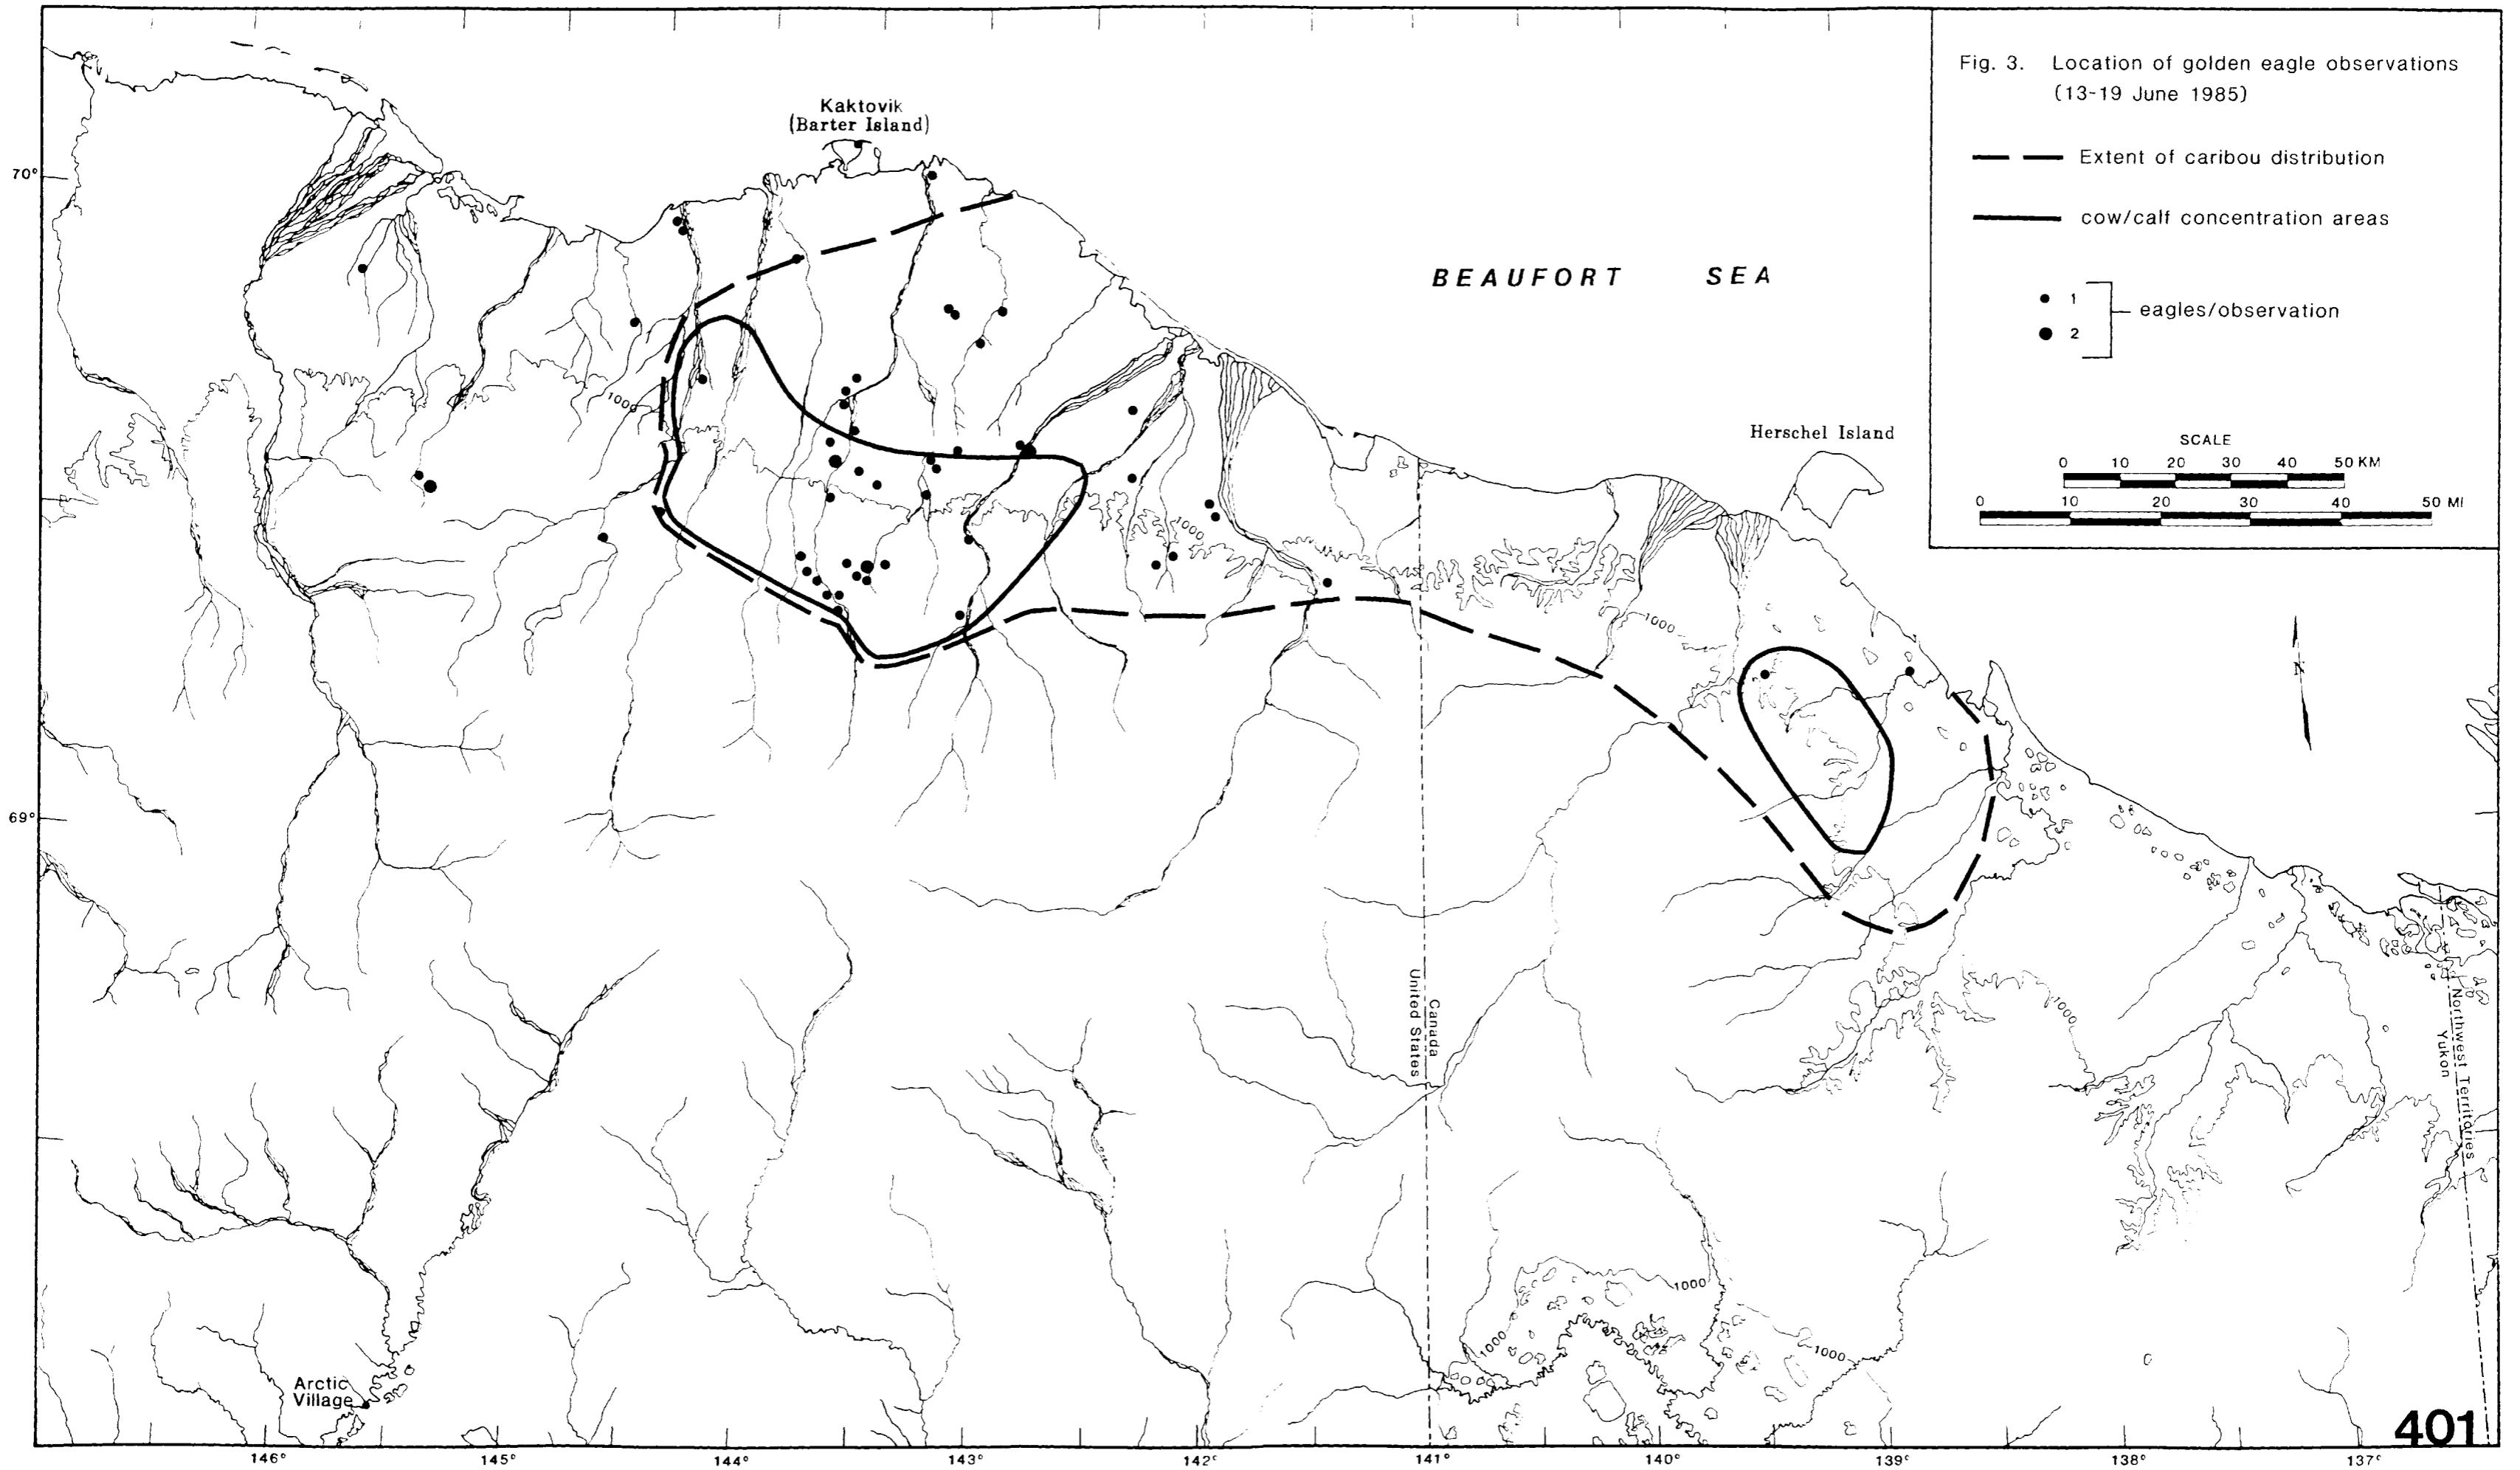 Fig. 3. Location of golden eagle observations
(13-19 June 1985)
Extent of caribou distribution
cow/calf concentration areas
1
2
eagles/observation
SCALE
0 10 20 30 40 50 KM
0 10 20 30 40 50 MI
Kaktovik
(Barter Island)
BEAUFORT SEA
Herschel Island
70°
69°
1000
1000
1000
1000
1000
1000
1000
N
United States
Canada
Yukon
Northwest Territories
Arctic
Village
401
146° 145° 144° 143° 142° 141° 140° 139° 138° 137°